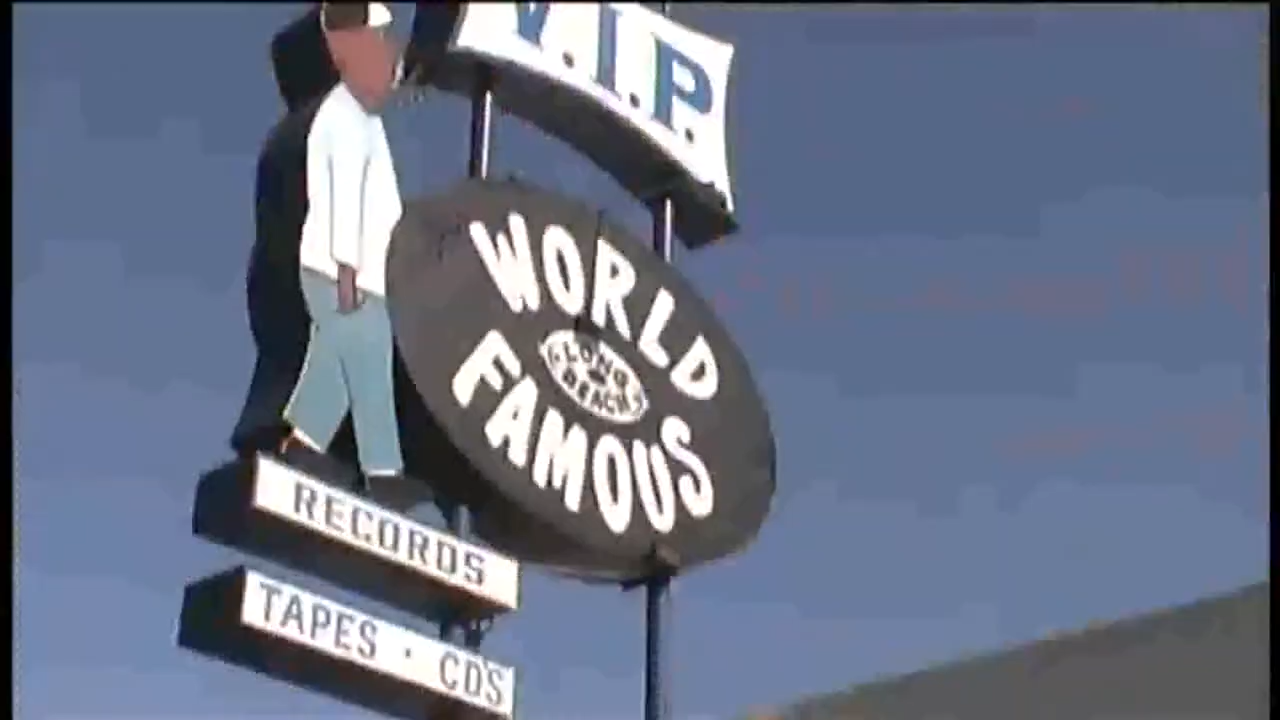 V.I.P.
WORLD
LONG
BEACH
FAMOUS
RECORDS
TAPES · CDS